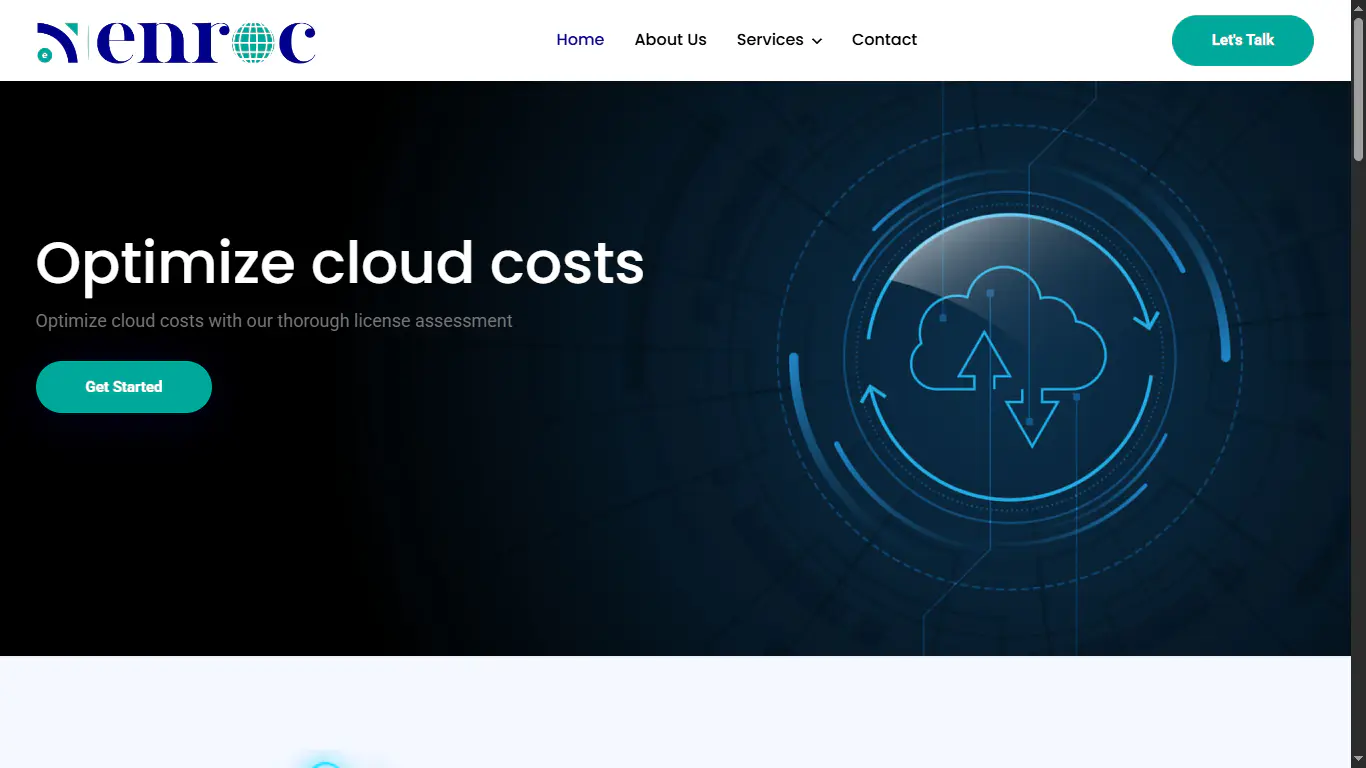 e enroc
Home
About Us
Services
Contact
Let's Talk
Optimize cloud costs
Optimize cloud costs with our thorough license assessment
Get Started